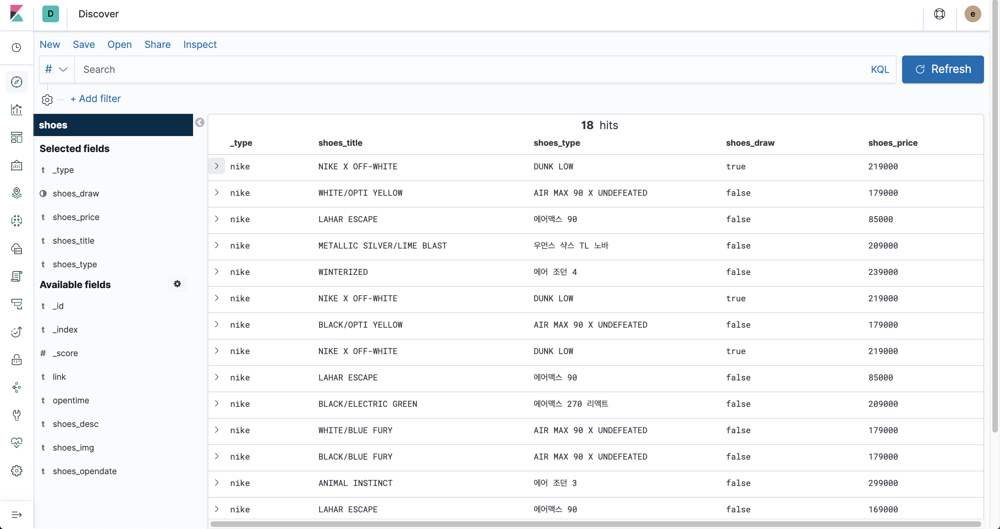 D Discover e
New Save Open Share Inspect
# Search KQL Refresh
+ Add filter
shoes
Selected fields
t _type
shoes_draw
t shoes_price
t shoes_title
t shoes_type
Available fields
t _id
t _index
# _score
t link
t opentime
t shoes_desc
t shoes_img
t shoes_opendate
18 hits
_type shoes_title shoes_type shoes_draw shoes_price
nike NIKE X OFF-WHITE DUNK LOW true 219000
nike WHITE/OPTI YELLOW AIR MAX 90 X UNDEFEATED false 179000
nike LAHAR ESCAPE 에어맥스 90 false 85000
nike METALLIC SILVER/LIME BLAST 우먼스 샥스 TL 노바 false 209000
nike WINTERIZED 에어 조던 4 false 239000
nike NIKE X OFF-WHITE DUNK LOW true 219000
nike BLACK/OPTI YELLOW AIR MAX 90 X UNDEFEATED false 179000
nike NIKE X OFF-WHITE DUNK LOW true 219000
nike LAHAR ESCAPE 에어맥스 90 false 85000
nike BLACK/ELECTRIC GREEN 에어맥스 270 리액트 false 209000
nike WHITE/BLUE FURY AIR MAX 90 X UNDEFEATED false 179000
nike BLACK/BLUE FURY AIR MAX 90 X UNDEFEATED false 179000
nike ANIMAL INSTINCT 에어 조던 3 false 299000
nike LAHAR ESCAPE 에어맥스 90 false 169000